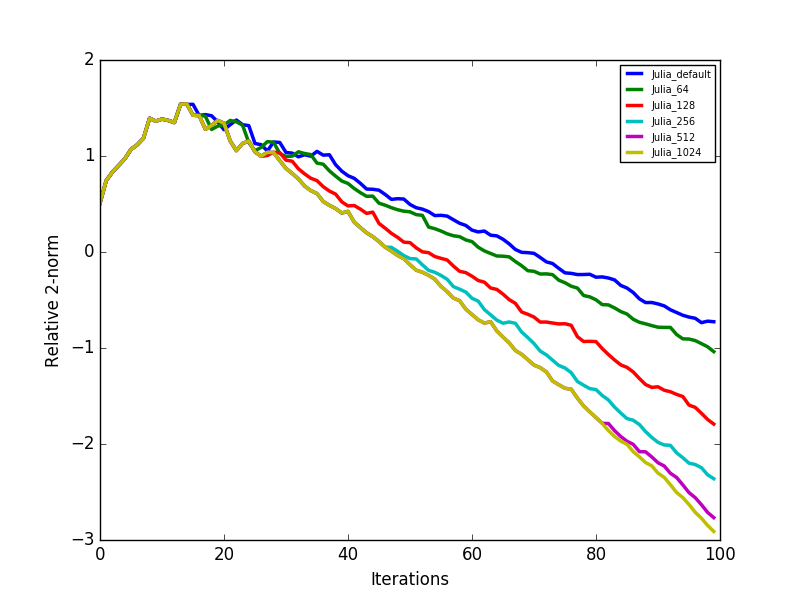 2
1
0
−1
−2
−3
Relative 2-norm
0 20 40 60 80 100
Iterations
Julia_default
Julia_64
Julia_128
Julia_256
Julia_512
Julia_1024